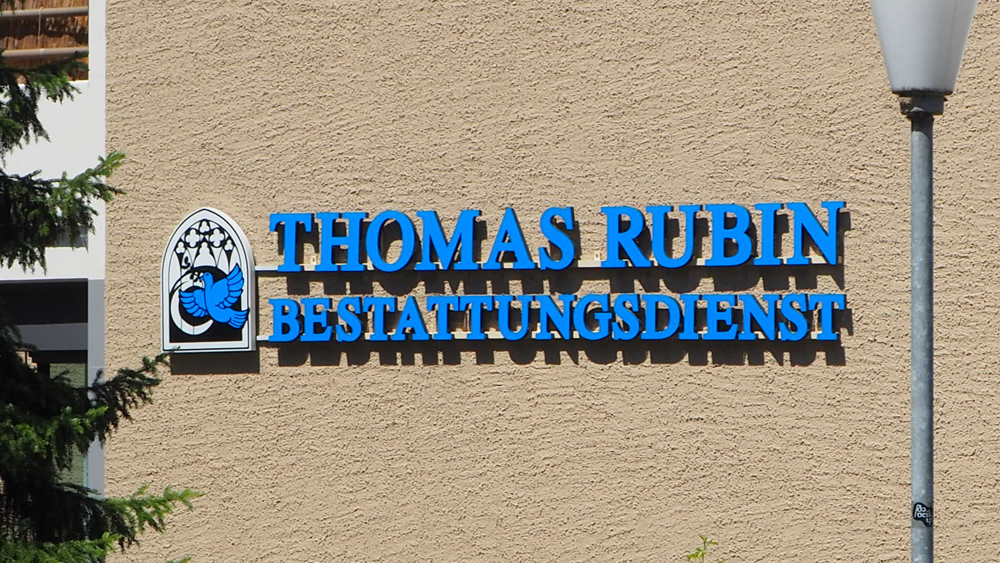 THOMAS RUBIN
BESTATTUNGSDIENST